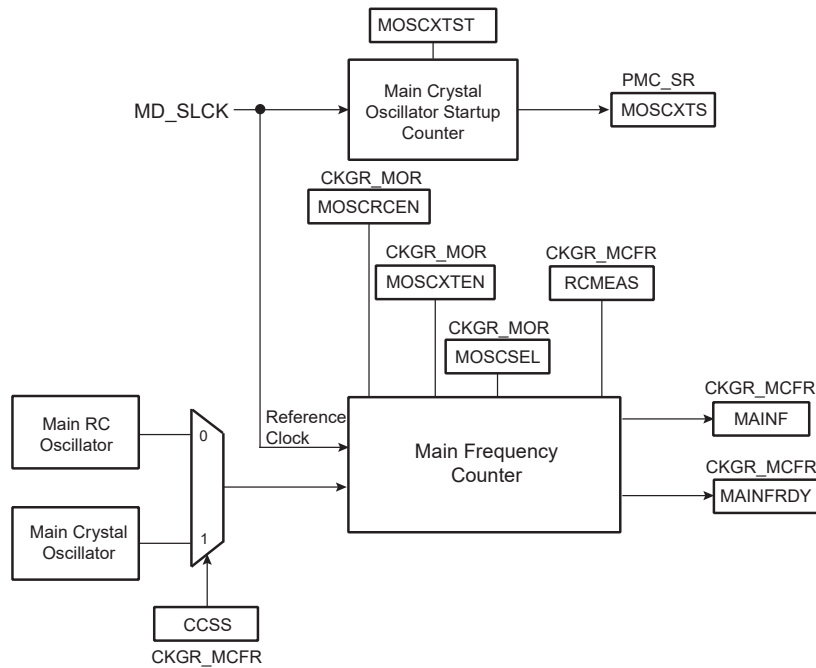 MOSCXTST
Main Crystal
Oscillator Startup
Counter
PMC_SR
MOSCXTS
MD_SLCK
CKGR_MOR
MOSCRCEN
CKGR_MOR
MOSCXTEN
CKGR_MCFR
RCMEAS
CKGR_MOR
MOSCSEL
Main RC
Oscillator
0
Reference
Clock
Main Frequency
Counter
CKGR_MCFR
MAINF
CKGR_MCFR
MAINFRDY
Main Crystal
Oscillator
1
CCSS
CKGR_MCFR